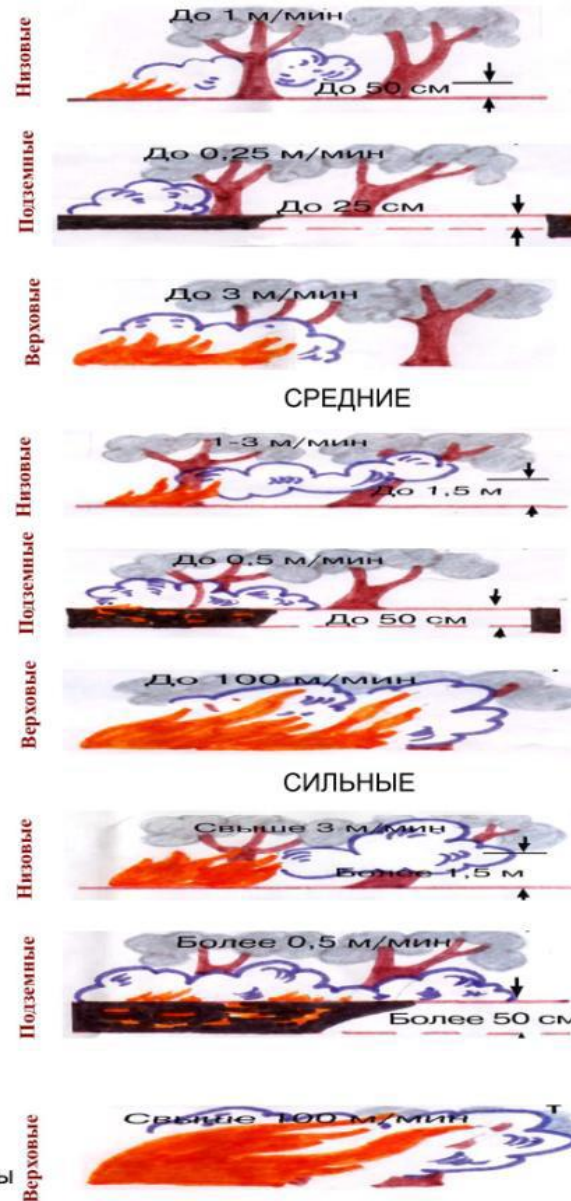 Низовые
До 1 м/мин
До 50 см
Подземные
До 0,25 м/мин
До 25 см
Верховые
До 3 м/мин
СРЕДНИЕ
Низовые
1-3 м/мин
До 1,5 м
Подземные
До 0,5 м/мин
До 50 см
Верховые
До 100 м/мин
СИЛЬНЫЕ
Низовые
Свыше 3 м/мин
Более 1,5 м
Подземные
Более 0,5 м/мин
Более 50 см
Верховые
Свыше 100 м/мин
т
ы